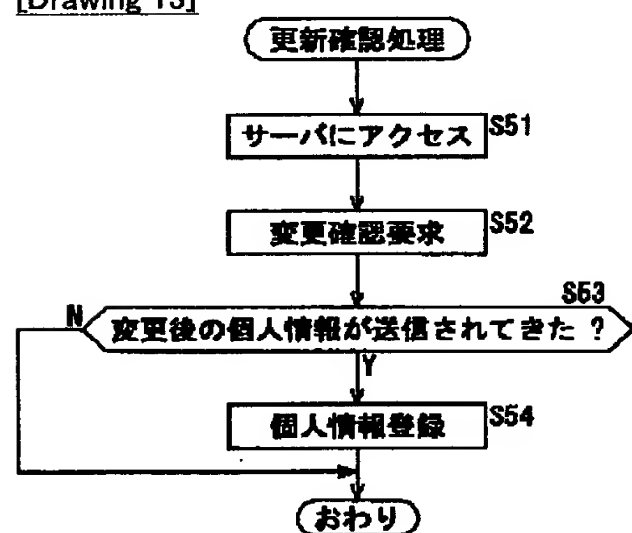 [Drawing 13]
更新確認処理
サーバにアクセス S51
変更確認要求 S52
S53
N 変更後の個人情報が送信されてきた ?
Y
個人情報登録 S54
おわり